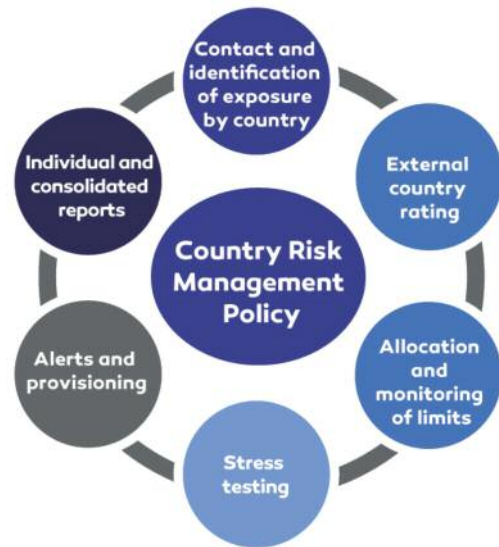 Contact and
identification
of exposure
by country
External
country
rating
Allocation
and
monitoring
of limits
Stress
testing
Alerts and
provisioning
Individual and
consolidated
reports
Country Risk
Management
Policy